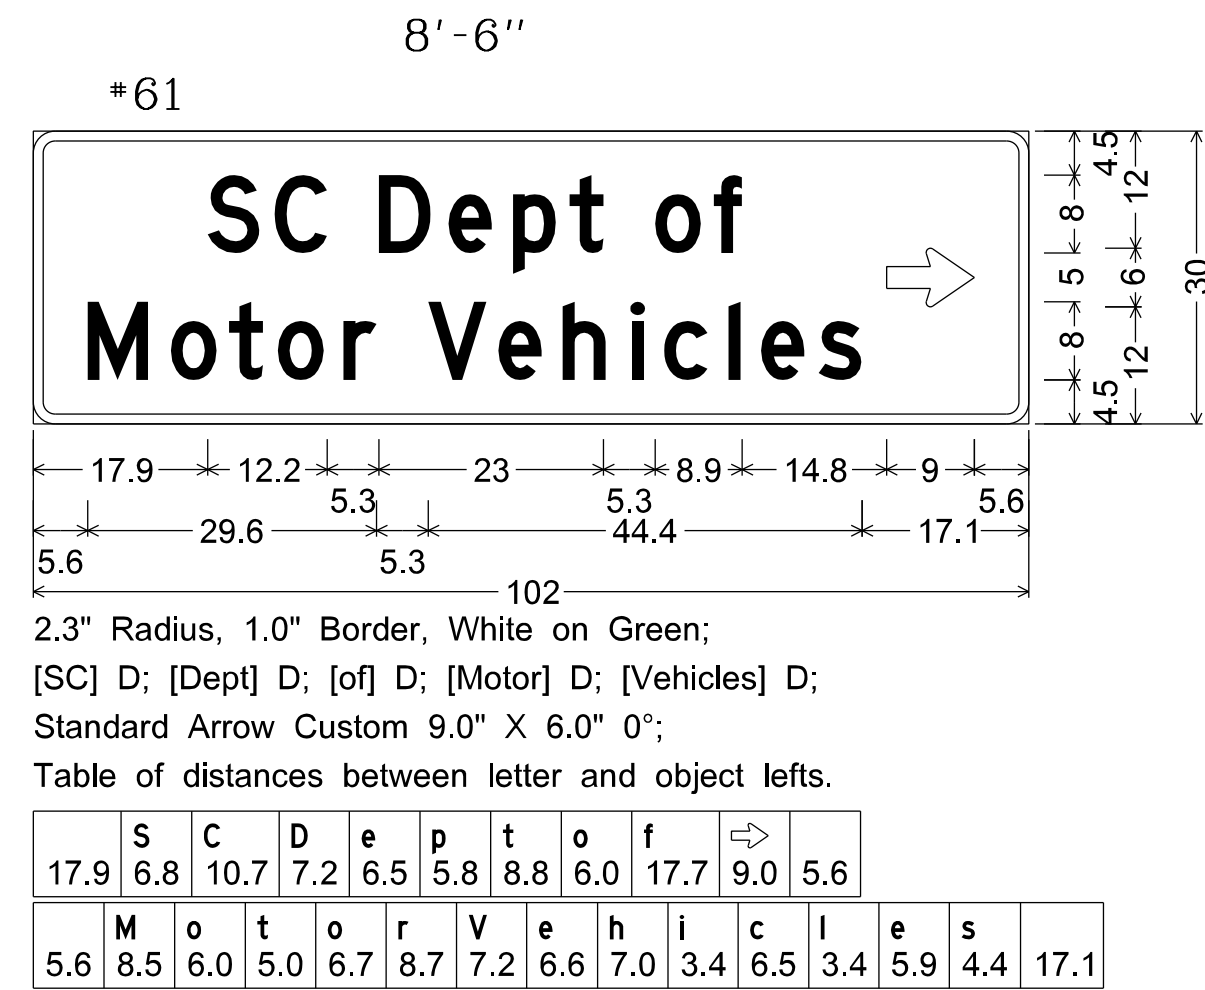 8'-6"
#61
SC Dept of
Motor Vehicles
4.5
8
5
8
4.5
12
6
12
30
17.9 12.2 5.3 23 5.3 8.9 14.8 9 5.6
5.6 29.6 5.3 44.4 17.1
102
2.3" Radius, 1.0" Border, White on Green;
[SC] D; [Dept] D; [of] D; [Motor] D; [Vehicles] D;
Standard Arrow Custom 9.0" X 6.0" 0°;
Table of distances between letter and object lefts.
S C D e p t o f
17.9 6.8 10.7 7.2 6.5 5.8 8.8 6.0 17.7 9.0 5.6
M o t o r V e h i c l e s
5.6 8.5 6.0 5.0 6.7 8.7 7.2 6.6 7.0 3.4 6.5 3.4 5.9 4.4 17.1